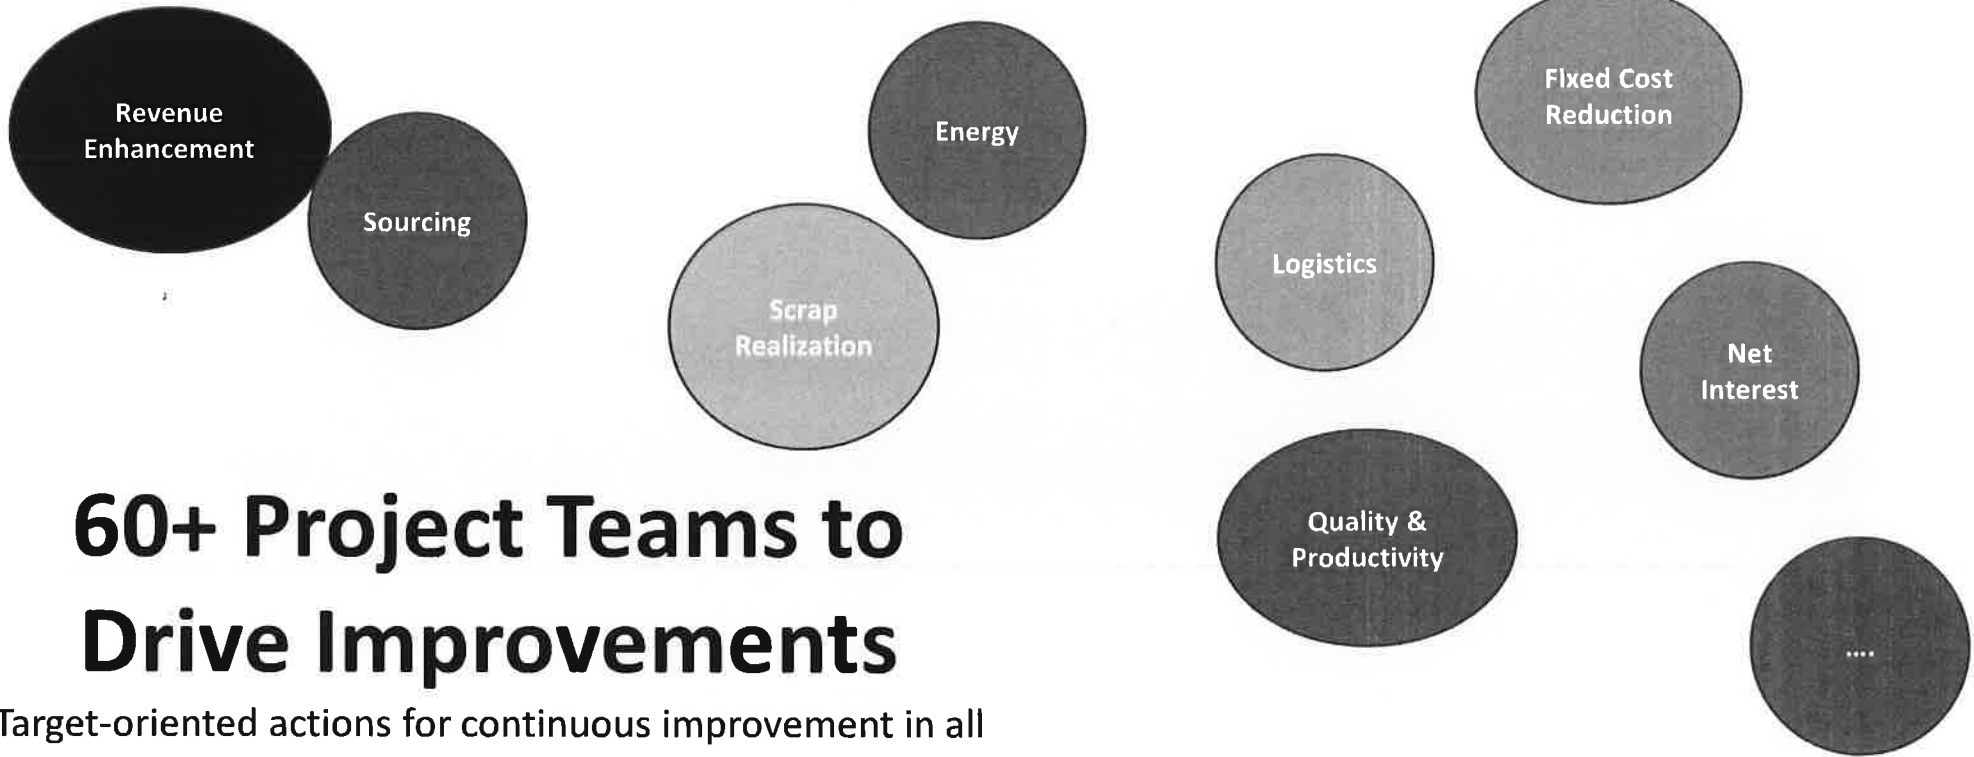 Revenue
Enhancement
Sourcing
Energy
Scrap
Realization
Fixed Cost
Reduction
Logistics
Net
Interest
Quality &
Productivity
....
60+ Project Teams to
Drive Improvements
Target-oriented actions for continuous improvement in all